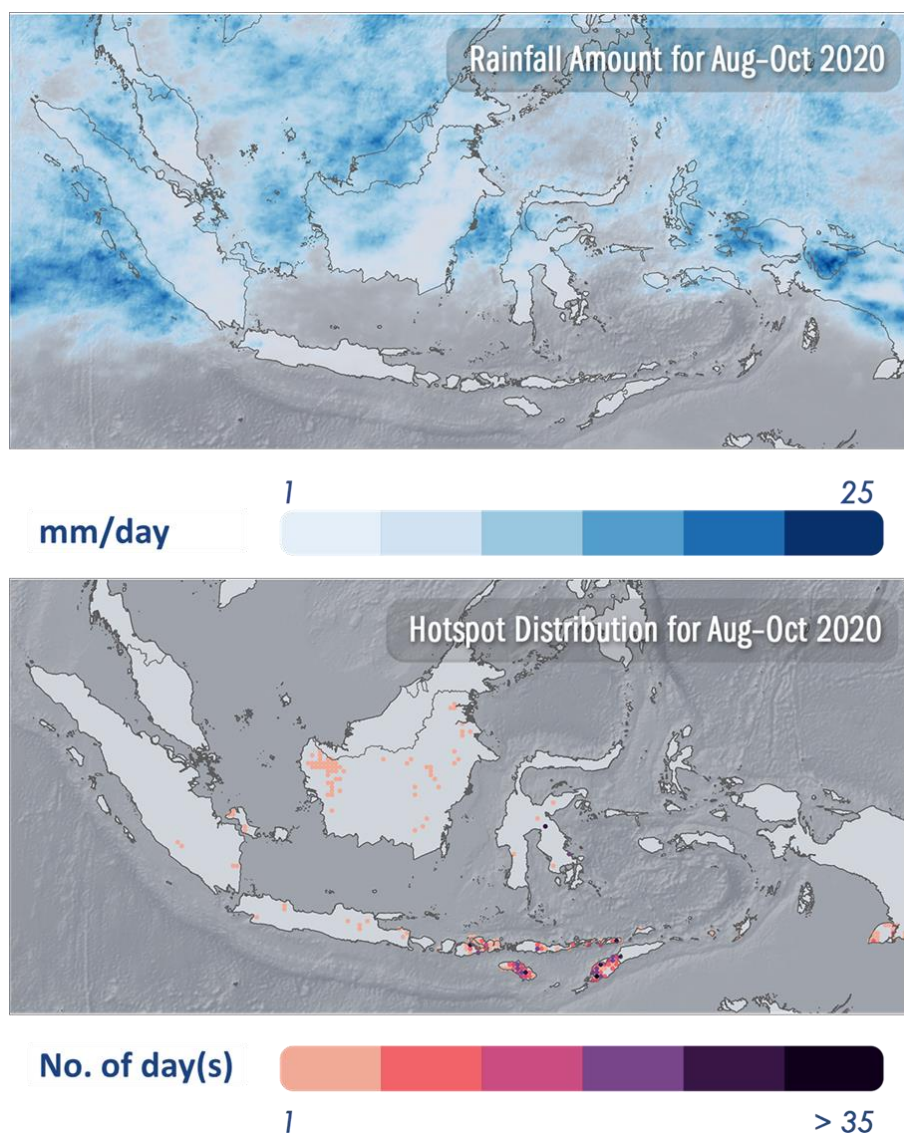 Rainfall Amount for Aug–Oct 2020
1
25
mm/day
Hotspot Distribution for Aug–Oct 2020
No. of day(s)
1
> 35